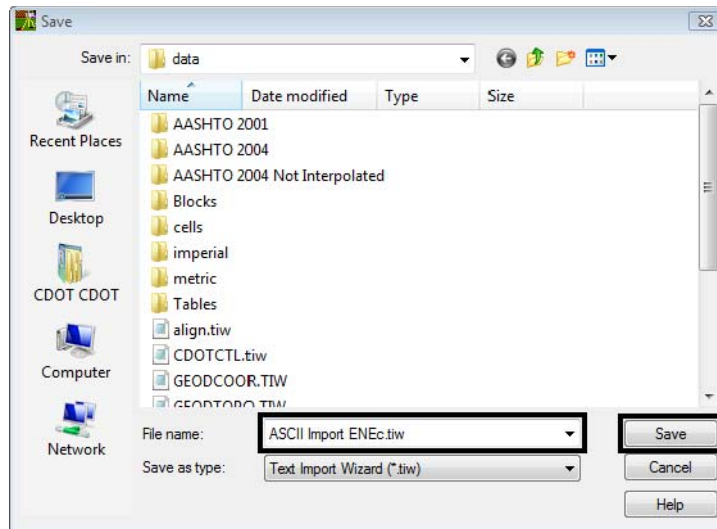 Save
Save in: data
Name Date modified Type Size
Recent Places
Desktop
CDOT CDOT
Computer
Network
AASHTO 2001
AASHTO 2004
AASHTO 2004 Not Interpolated
Blocks
cells
imperial
metric
Tables
align.tiw
CDOTCTL.tiw
GEODCOOR.TIW
GEODTOPO.TIW
File name: ASCII Import ENEc.tiw Save
Save as type: Text Import Wizard (*.tiw) Cancel
Help